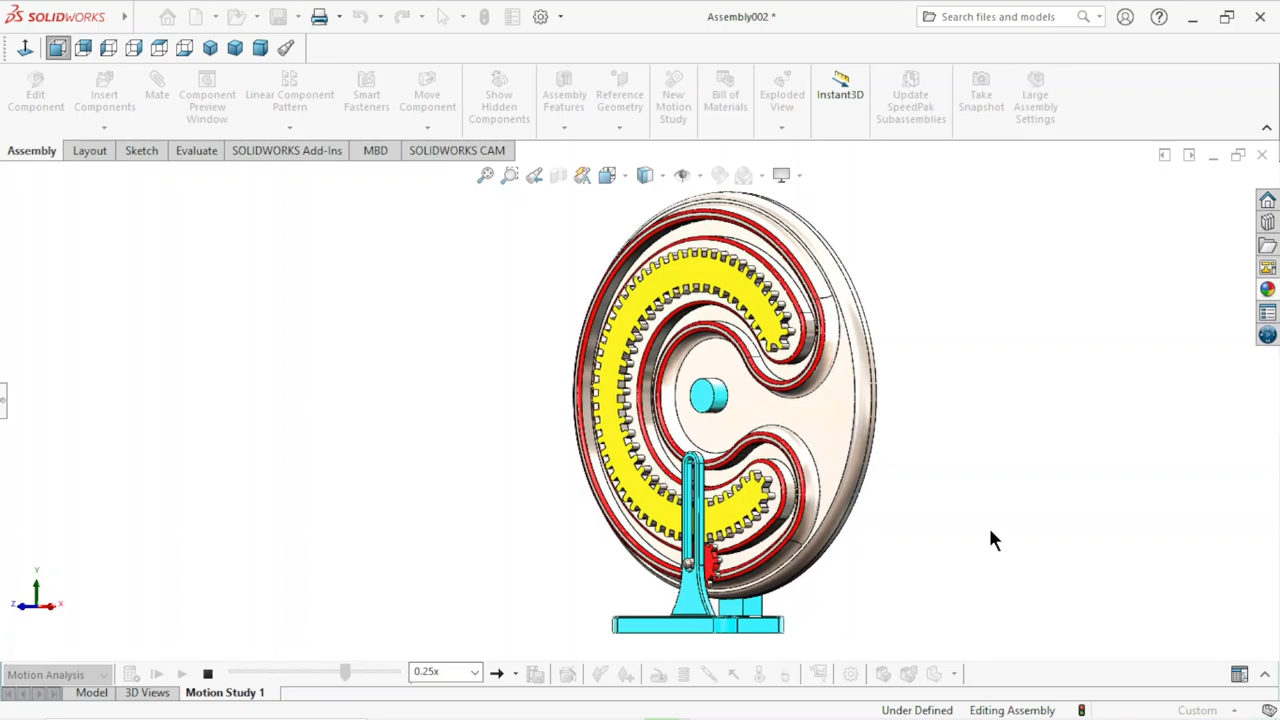 SOLIDWORKS
Assembly002 *
Search files and models
Edit Component
Insert Components
Mate
Component Preview Window
Linear Component Pattern
Smart Fasteners
Move Component
Show Hidden Components
Assembly Features
Reference Geometry
New Motion Study
Bill of Materials
Exploded View
Instant3D
Update SpeedPak Subassemblies
Take Snapshot
Large Assembly Settings
Assembly Layout Sketch Evaluate SOLIDWORKS Add-Ins MBD SOLIDWORKS CAM
Y
Z X
Motion Analysis 0.25x
Model 3D Views Motion Study 1
Under Defined Editing Assembly Custom